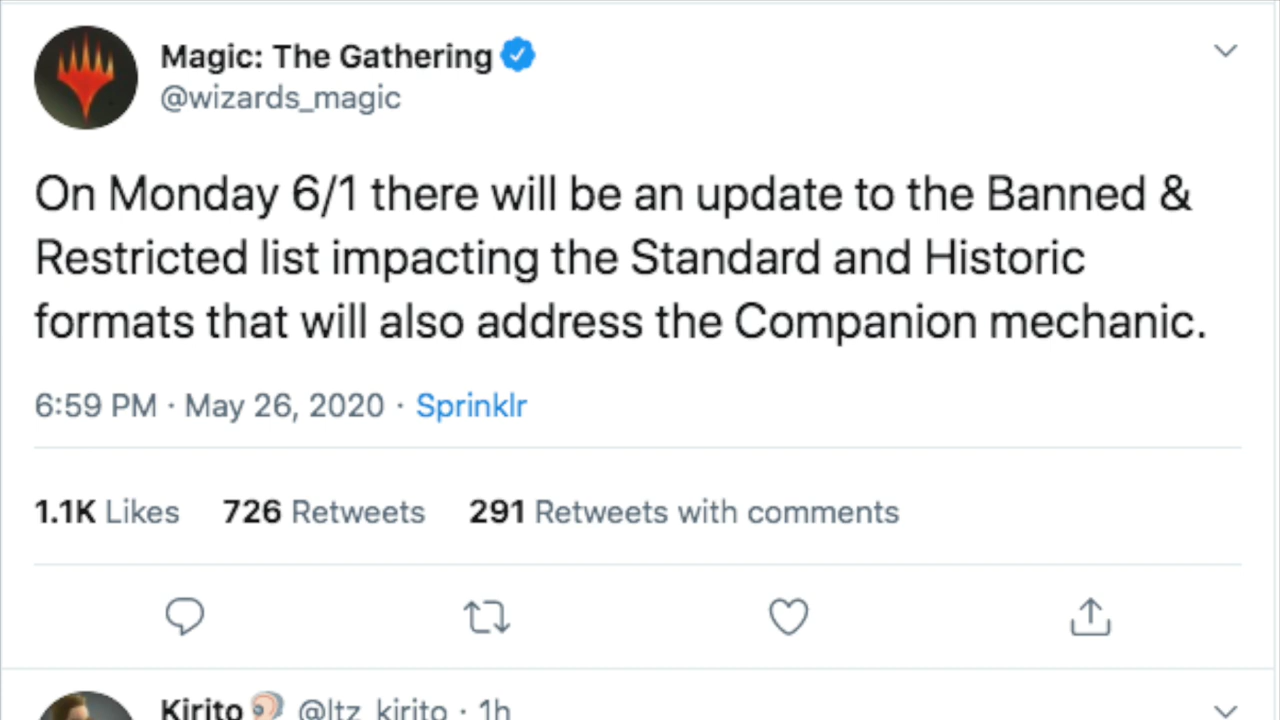 Magic: The Gathering
@wizards_magic
On Monday 6/1 there will be an update to the Banned &
Restricted list impacting the Standard and Historic
formats that will also address the Companion mechanic.
6:59 PM · May 26, 2020 · Sprinklr
1.1K Likes 726 Retweets 291 Retweets with comments
Kirito @ltz_kirito · 1h